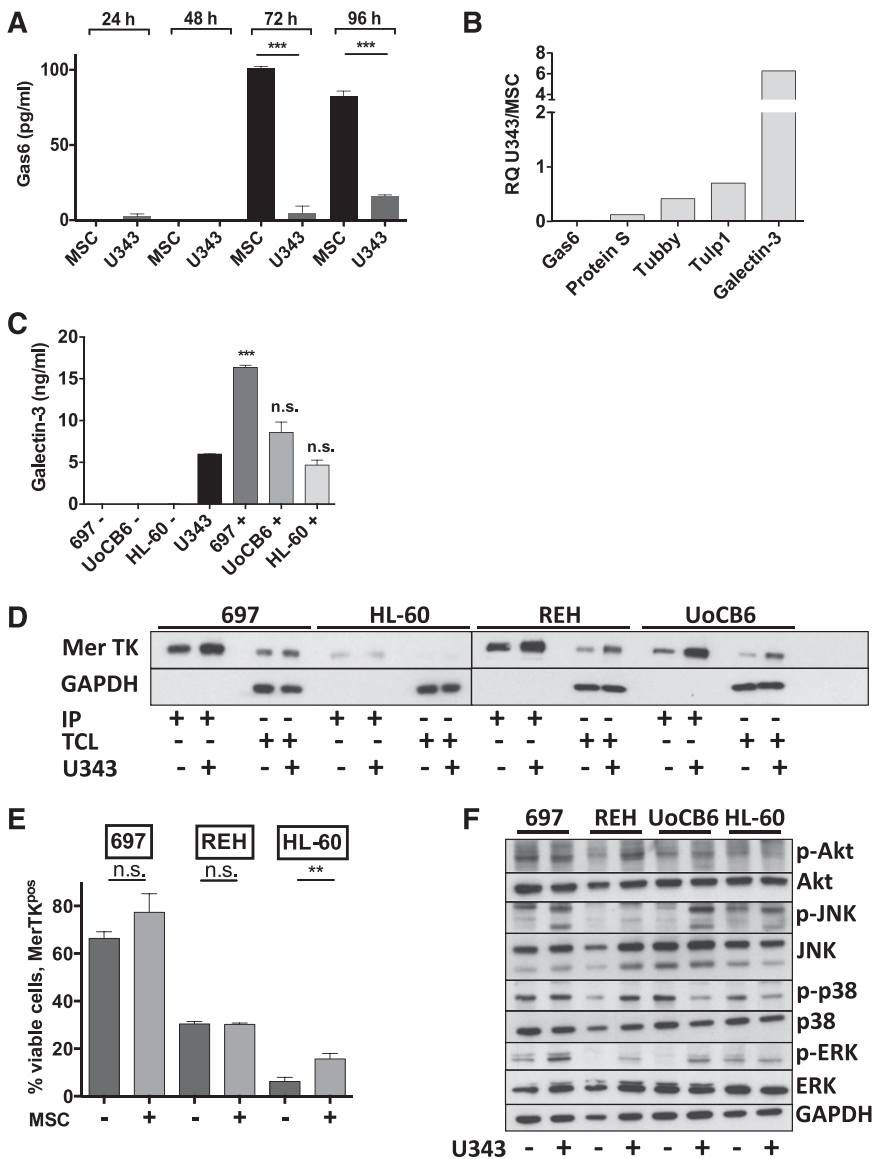 A
24 h 48 h 72 h 96 h
*** ***
Gas6 (pg/ml)
100
50
0
MSC U343 MSC U343 MSC U343 MSC U343
B
RQ U343/MSC
8
6
4
2
1
0
Gas6 Protein S Tubby Tulp1 Galectin-3
C
Galectin-3 (ng/ml)
20
15
10
5
0
***
n.s.
n.s.
697 - UoCB6 - HL-60 - U343 697 + UoCB6 + HL-60 +
D
697 HL-60 REH UoCB6
Mer TK
GAPDH
IP + + - - + + - - + + - - + + - -
TCL - - + + - - + + - - + + - - + +
U343 - + - + - + - + - + - + - + - +
E
697 REH HL-60
n.s. n.s. **
% viable cells, MerTKpos
80
60
40
20
0
MSC - + - + - +
F
697 REH UoCB6 HL-60
p-Akt
Akt
p-JNK
JNK
p-p38
p38
p-ERK
ERK
GAPDH
U343 - + - + - + - +